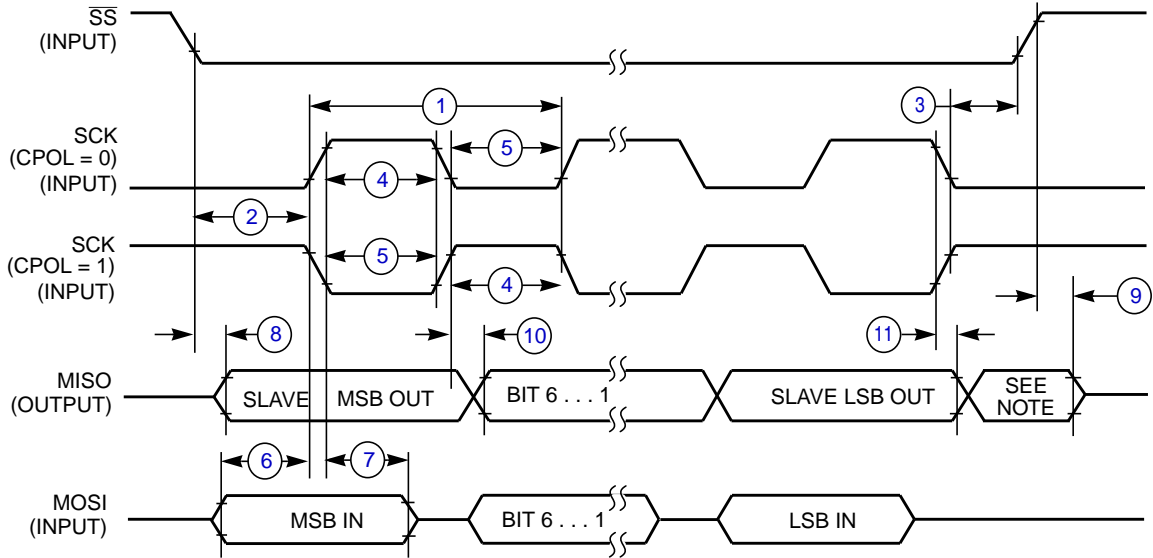 SS
(INPUT)
1
3
SCK
(CPOL = 0)
(INPUT)
5
4
2
SCK
(CPOL = 1)
(INPUT)
5
4
9
8
10
11
MISO
(OUTPUT)
SLAVE MSB OUT
BIT 6 . . . 1
SLAVE LSB OUT
SEE
NOTE
6
7
MOSI
(INPUT)
MSB IN
BIT 6 . . . 1
LSB IN